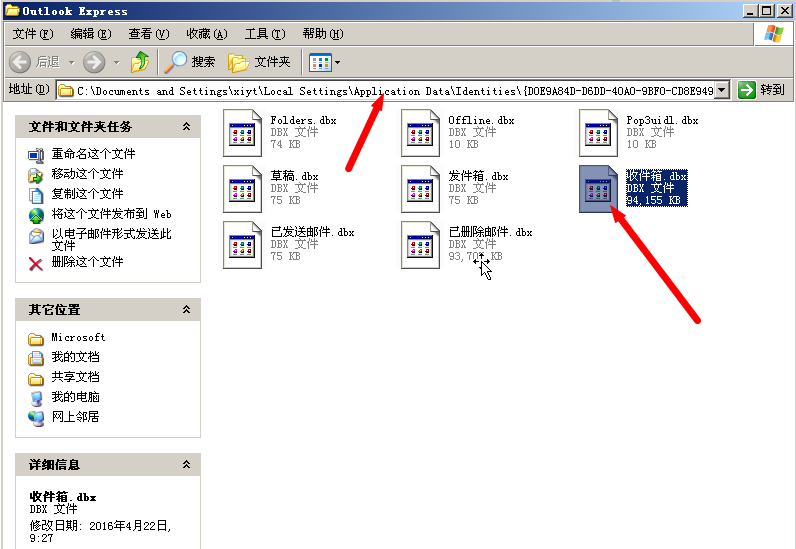 Outlook Express
文件(F) 编辑(E) 查看(V) 收藏(A) 工具(T) 帮助(H)
后退 搜索 文件夹
地址(D) C:\Documents and Settings\xiyt\Local Settings\Application Data\Identities\{D0E9A84D-D6DD-40A0-9BF0-CD8E949 转到
文件和文件夹任务
重命名这个文件
移动这个文件
复制这个文件
将这个文件发布到 Web
以电子邮件形式发送此
文件
删除这个文件
其它位置
Microsoft
我的文档
共享文档
我的电脑
网上邻居
详细信息
收件箱.dbx
DBX 文件
修改日期: 2016年4月22日,
9:27
Folders.dbx
DBX 文件
74 KB
Offline.dbx
DBX 文件
10 KB
Pop3uidl.dbx
DBX 文件
10 KB
草稿.dbx
DBX 文件
75 KB
发件箱.dbx
DBX 文件
75 KB
收件箱.dbx
DBX 文件
94,155 KB
已发送邮件.dbx
DBX 文件
75 KB
已删除邮件.dbx
DBX 文件
KB